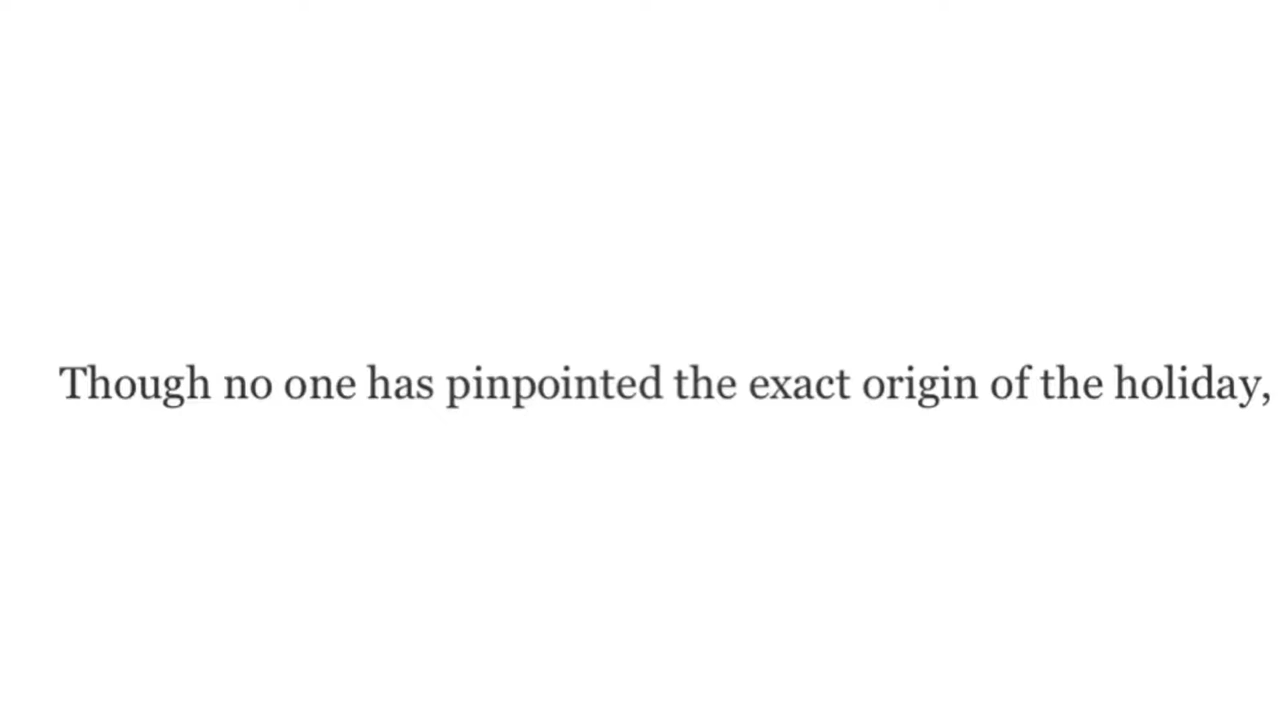 Though no one has pinpointed the exact origin of the holiday,